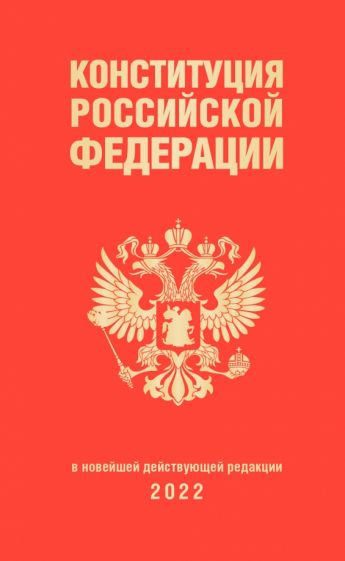 КОНСТИТУЦИЯ
РОССИЙСКОЙ
ФЕДЕРАЦИИ
в новейшей действующей редакции
2022